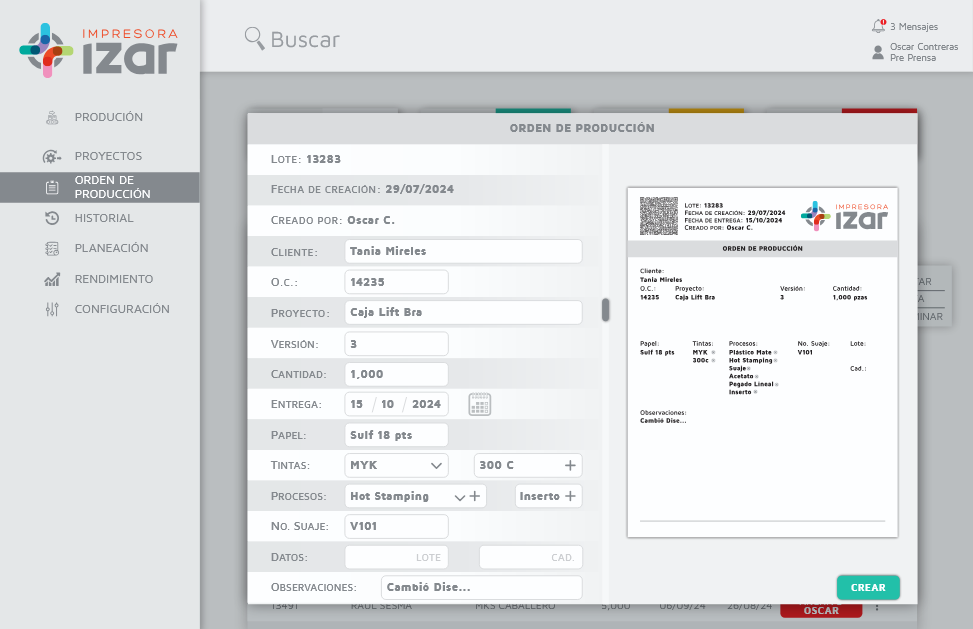 IMPRESORA
izar
Buscar
3 Mensajes
Oscar Contreras
Pre Prensa
PRODUCIÓN
PROYECTOS
ORDEN DE
PRODUCCIÓN
HISTORIAL
PLANEACIÓN
RENDIMIENTO
CONFIGURACIÓN
ORDEN DE PRODUCCIÓN
LOTE: 13283
FECHA DE CREACIÓN: 29/07/2024
CREADO POR: Oscar C.
CLIENTE: Tania Mireles
O.C.: 14235
PROYECTO: Caja Lift Bra
VERSIÓN: 3
CANTIDAD: 1,000
ENTREGA: 15 / 10 / 2024
PAPEL: Sulf 18 pts
TINTAS: MYK 300 C +
PROCESOS: Hot Stamping + Inserto +
NO. SUAJE: V101
DATOS: LOTE CAD.
OBSERVACIONES: Cambió Dise...
LOTE: 13283
FECHA DE CREACIÓN: 29/07/2024
FECHA DE ENTREGA: 15/10/2024
CREADO POR: Oscar C.
IMPRESORA
izar
ORDEN DE PRODUCCIÓN
Cliente:
Tania Mireles
O.C.: Proyecto: Versión: Cantidad:
14235 Caja Lift Bra 3 1,000 pzas
Papel: Tintas: Procesos: No. Suaje: Lote:
Sulf 18 pts MYK Plástico Mate V101
300c Hot Stamping
Suaje Cad.:
Acetato
Pegado Lineal
Inserto
Observaciones:
Cambió Dise...
CREAR
TAR
TA
MINAR
13491 RAÚL SESMA MKS CABALLERO 5,000 06/09/24 26/08/24
OSCAR